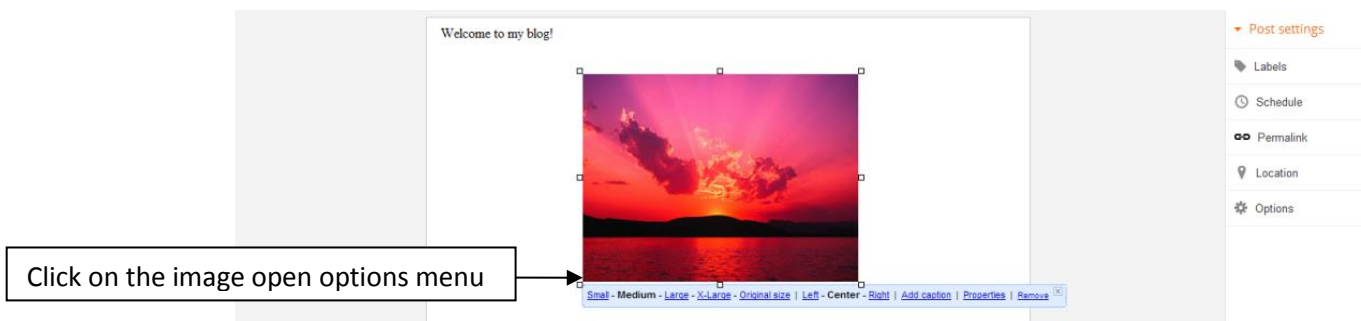 Welcome to my blog!
Post settings
Labels
Schedule
Permalink
Location
Options
Click on the image open options menu
Small - Medium - Large - X-Large - Original size | Left - Center - Right | Add caption | Properties | Remove